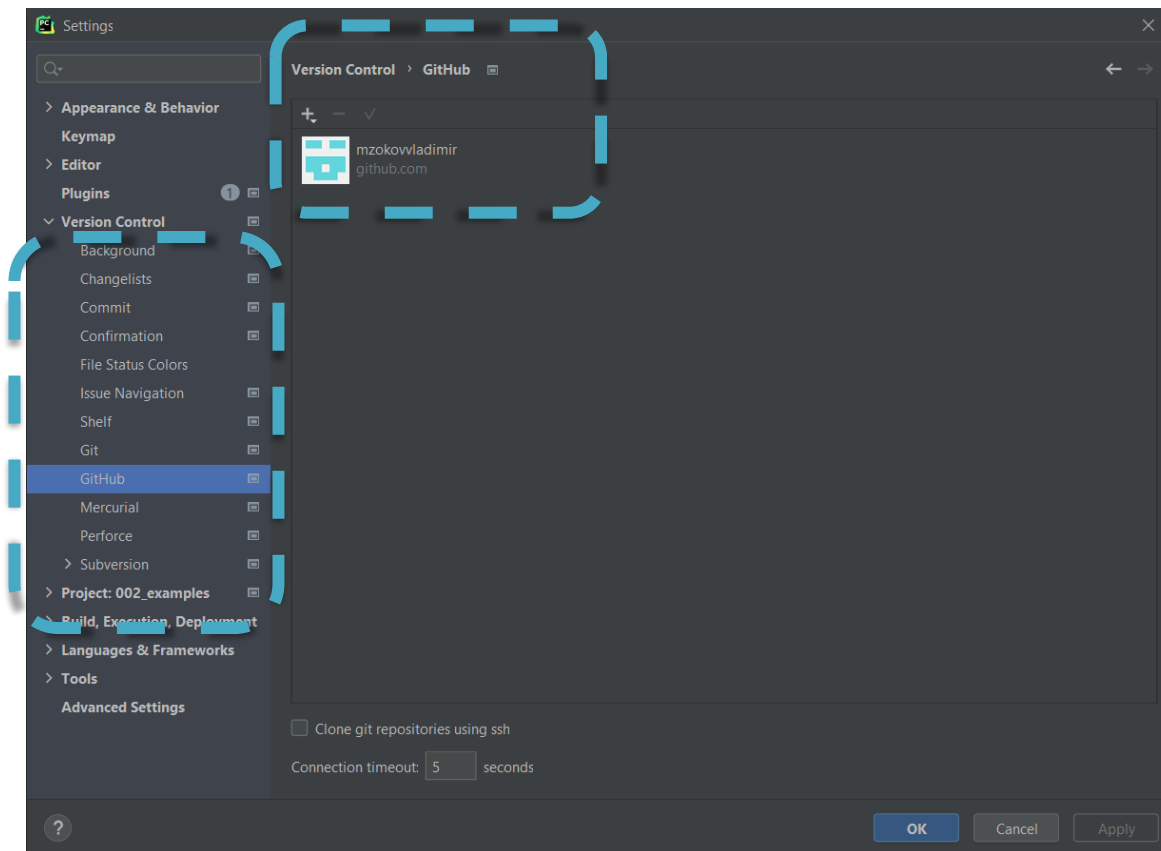 PC
Settings
Version Control › GitHub
Appearance & Behavior
Keymap
Editor
Plugins 1
Version Control
Background
Changelists
Commit
Confirmation
File Status Colors
Issue Navigation
Shelf
Git
GitHub
Mercurial
Perforce
Subversion
Project: 002_examples
Build, Execution, Deployment
Languages & Frameworks
Tools
Advanced Settings
mzokovvladimir
github.com
Clone git repositories using ssh
Connection timeout: 5 seconds
?
OK Cancel Apply